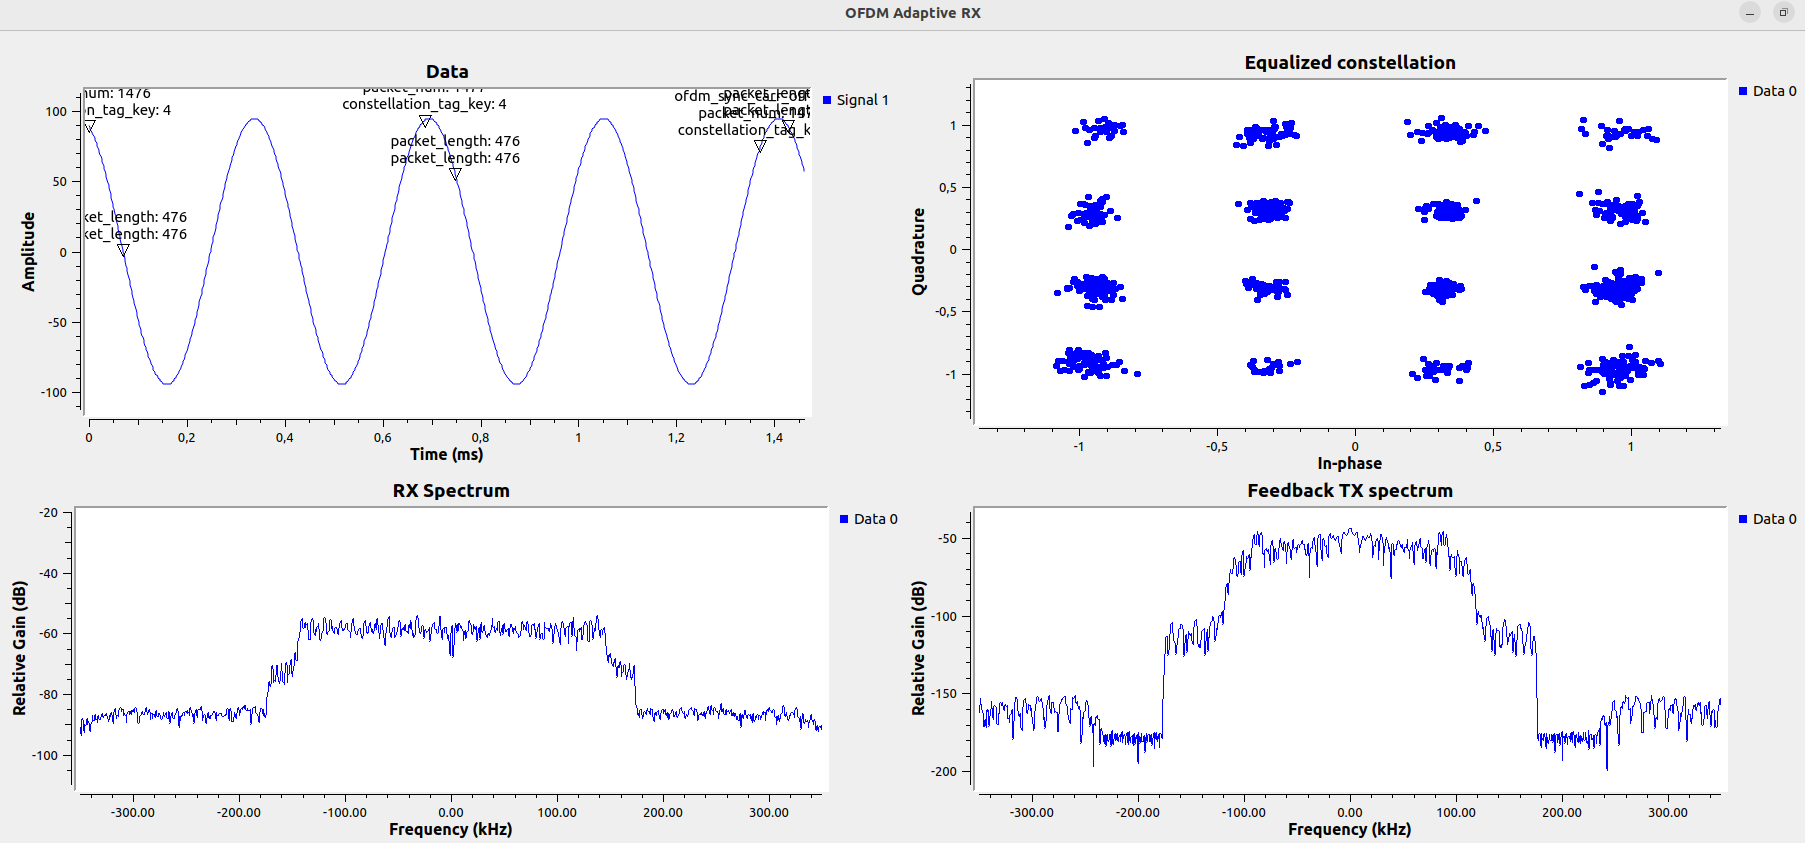 OFDM Adaptive RX
Data
num: 1476
n_tag_key: 4
constellation_tag_key: 4
packet_length: 476
packet_length: 476
ket_length: 476
ket_length: 476
ofdm_sync_carr_off
packet_length
packet_num: 147
constellation_tag_k
Signal 1
100
50
0
-50
-100
Amplitude
0
0,2
0,4
0,6
0,8
1
1,2
1,4
Time (ms)
Equalized constellation
Data 0
1
0,5
0
-0,5
-1
Quadrature
-1
-0,5
0
0,5
1
In-phase
RX Spectrum
Data 0
-20
-40
-60
-80
-100
Relative Gain (dB)
-300.00
-200.00
-100.00
0.00
100.00
200.00
300.00
Frequency (kHz)
Feedback TX spectrum
Data 0
-50
-100
-150
-200
Relative Gain (dB)
-300.00
-200.00
-100.00
0.00
100.00
200.00
300.00
Frequency (kHz)